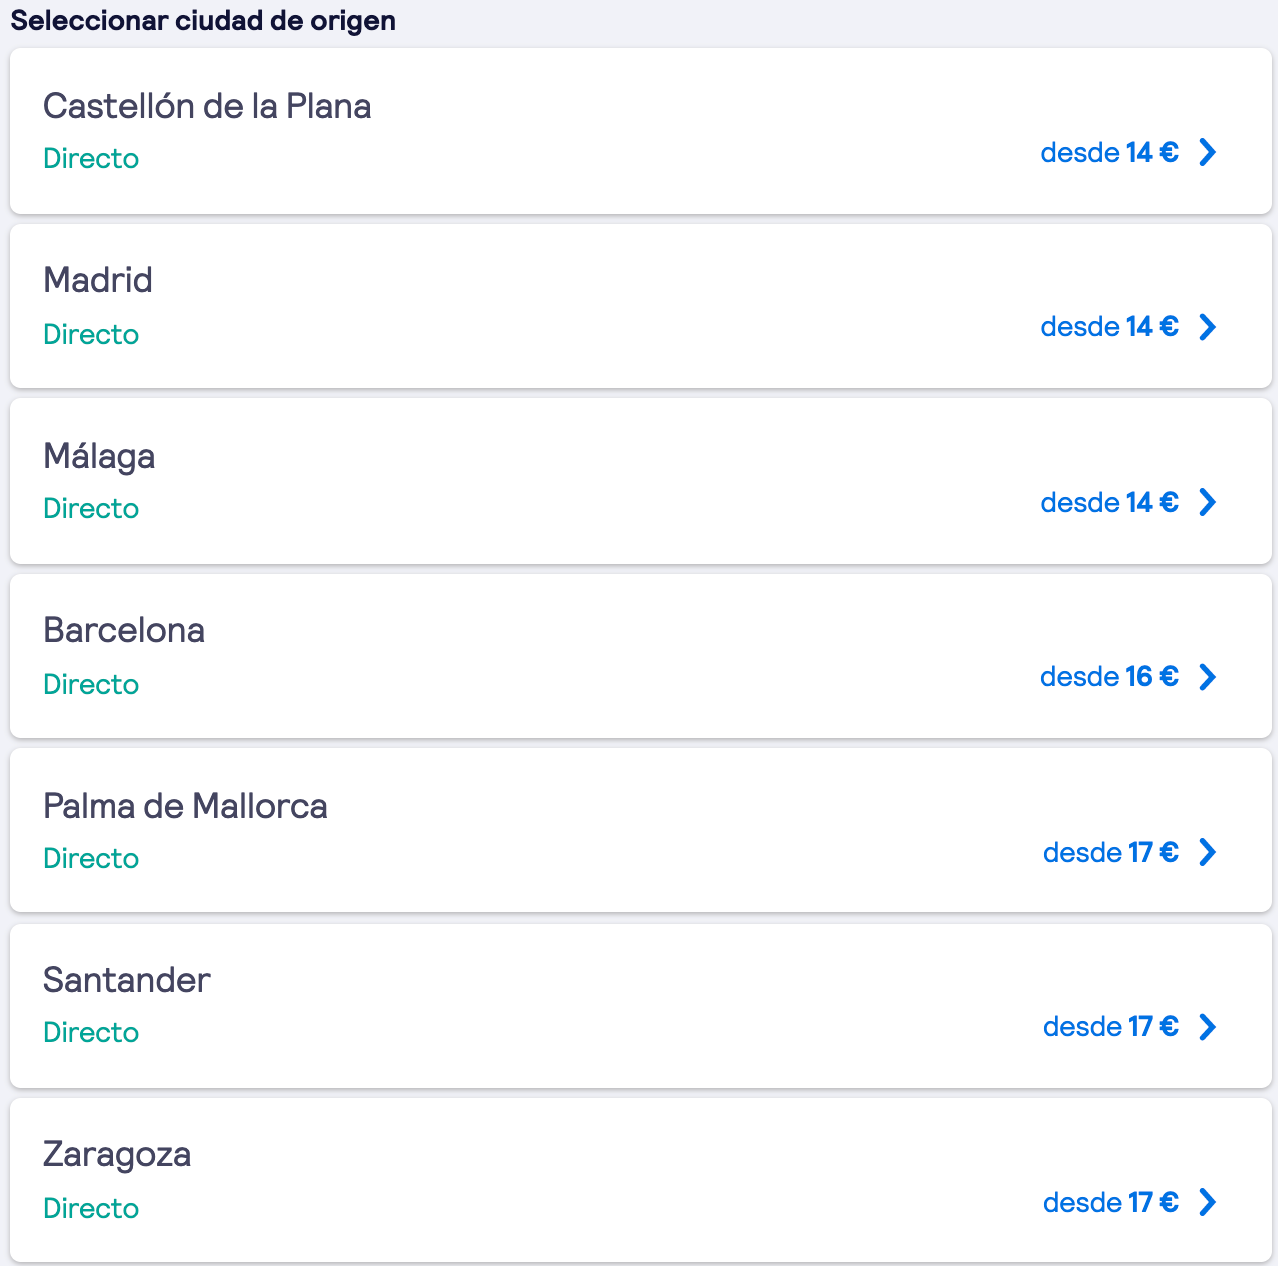 Seleccionar ciudad de origen
Castellón de la Plana
Directo
desde 14 €
Madrid
Directo
desde 14 €
Málaga
Directo
desde 14 €
Barcelona
Directo
desde 16 €
Palma de Mallorca
Directo
desde 17 €
Santander
Directo
desde 17 €
Zaragoza
Directo
desde 17 €